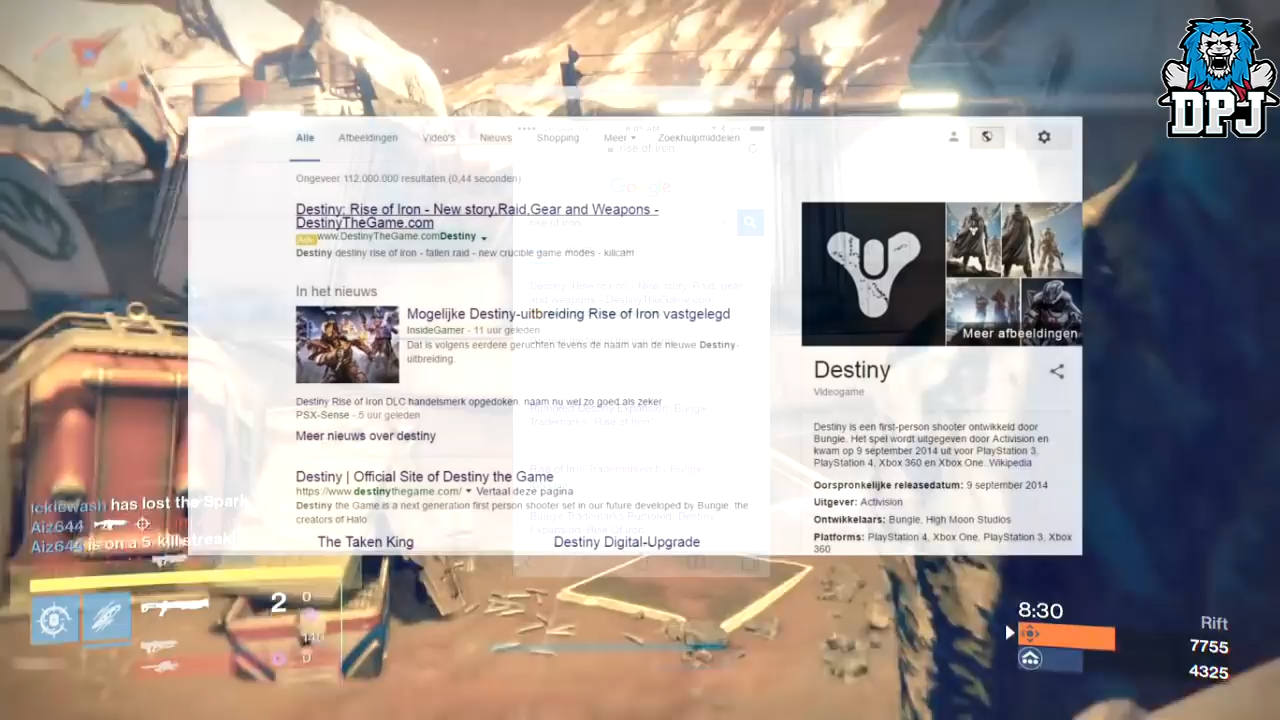 DPJ
Alle Afbeeldingen Video's Nieuws Shopping Meer Zoekhulpmiddelen
rise of iron
Google
Ongeveer 112.000.000 resultaten (0,44 seconden)
Destiny: Rise of Iron - New story,Raid,Gear and Weapons -
DestinyTheGame.com
www.DestinyTheGame.comDestiny
Destiny destiny rise of iron - fallen raid - new crucible game modes - killcam
In het nieuws
Mogelijke Destiny-uitbreiding Rise of Iron vastgelegd
InsideGamer - 11 uur geleden
Dat is volgens eerdere geruchten tevens de naam van de nieuwe Destiny-
uitbreiding.
Destiny Rise of Iron DLC handelsmerk opgedoken, naam nu wel zo goed als zeker
PSX-Sense - 5 uur geleden
Meer nieuws over destiny
Destiny | Official Site of Destiny the Game
https://www.destinythegame.com/ Vertaal deze pagina
Destiny the Game is a next generation first person shooter set in our future developed by Bungie, the
creators of Halo
The Taken King Destiny Digital-Upgrade
Meer afbeeldingen
Destiny
Videogame
Destiny is een first-person shooter ontwikkeld door
Bungie. Het spel wordt uitgegeven door Activision en
kwam op 9 september 2014 uit voor PlayStation 3,
PlayStation 4, Xbox 360 en Xbox One. Wikipedia
Oorspronkelijke releasedatum: 9 september 2014
Uitgever: Activision
Ontwikkelaars: Bungie, High Moon Studios
Platforms: PlayStation 4, Xbox One, PlayStation 3, Xbox
360
IckleWash has lost the Spark
Aiz644
Aiz644 is on a 5-kill streak!
2
8:30
Rift
7755
4325